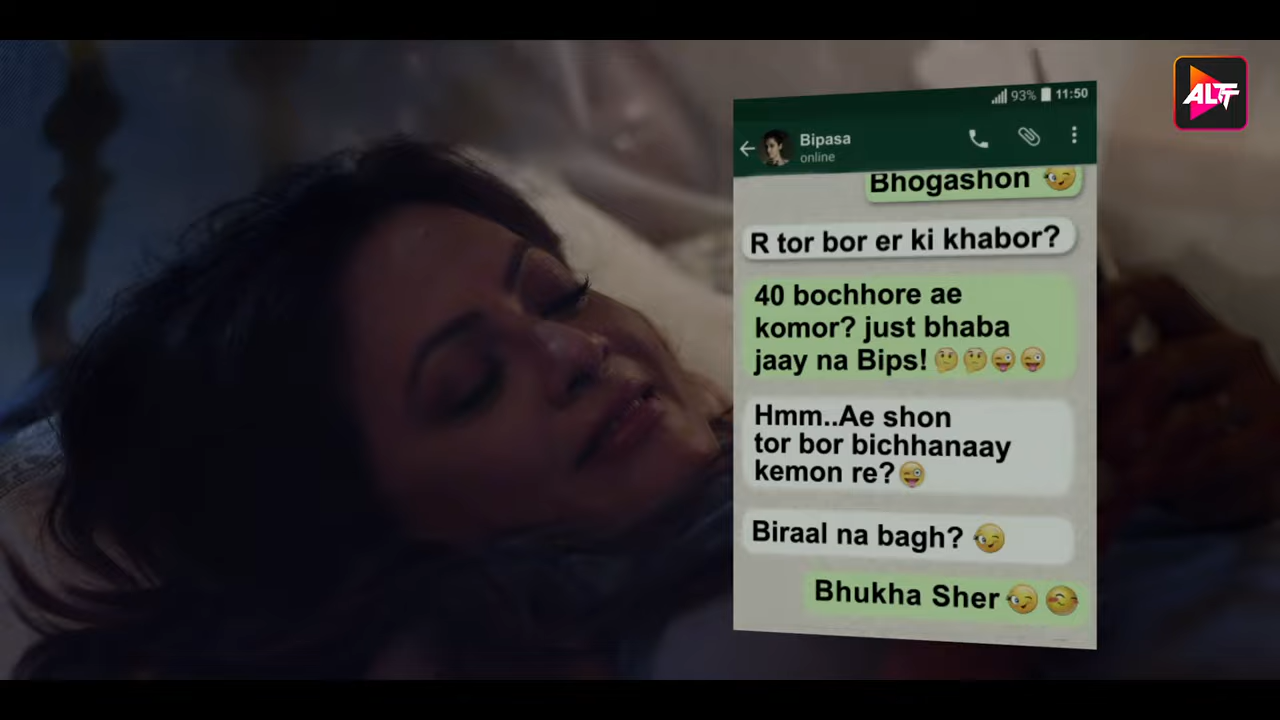 ALTT
93% 11:50
Bipasa
online
Bhogashon
R tor bor er ki khabor?
40 bochhore ae
komor? just bhaba
jaay na Bips!
Hmm..Ae shon
tor bor bichhanaay
kemon re?
Biraal na bagh?
Bhukha Sher